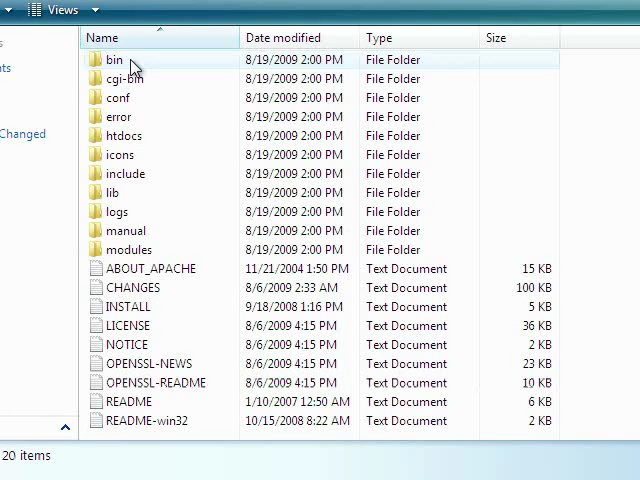 Views
Name Date modified Type Size
bin 8/19/2009 2:00 PM File Folder
cgi-bin 8/19/2009 2:00 PM File Folder
conf 8/19/2009 2:00 PM File Folder
error 8/19/2009 2:00 PM File Folder
htdocs 8/19/2009 2:00 PM File Folder
icons 8/19/2009 2:00 PM File Folder
include 8/19/2009 2:00 PM File Folder
lib 8/19/2009 2:00 PM File Folder
logs 8/19/2009 2:00 PM File Folder
manual 8/19/2009 2:00 PM File Folder
modules 8/19/2009 2:00 PM File Folder
ABOUT_APACHE 11/21/2004 1:50 PM Text Document 15 KB
CHANGES 8/6/2009 2:33 AM Text Document 100 KB
INSTALL 9/18/2008 1:16 PM Text Document 5 KB
LICENSE 8/6/2009 4:15 PM Text Document 36 KB
NOTICE 8/6/2009 4:15 PM Text Document 2 KB
OPENSSL-NEWS 8/6/2009 4:15 PM Text Document 23 KB
OPENSSL-README 8/6/2009 4:15 PM Text Document 10 KB
README 1/10/2007 12:50 AM Text Document 6 KB
README-win32 10/15/2008 8:22 AM Text Document 2 KB
s
ts
Changed
20 items